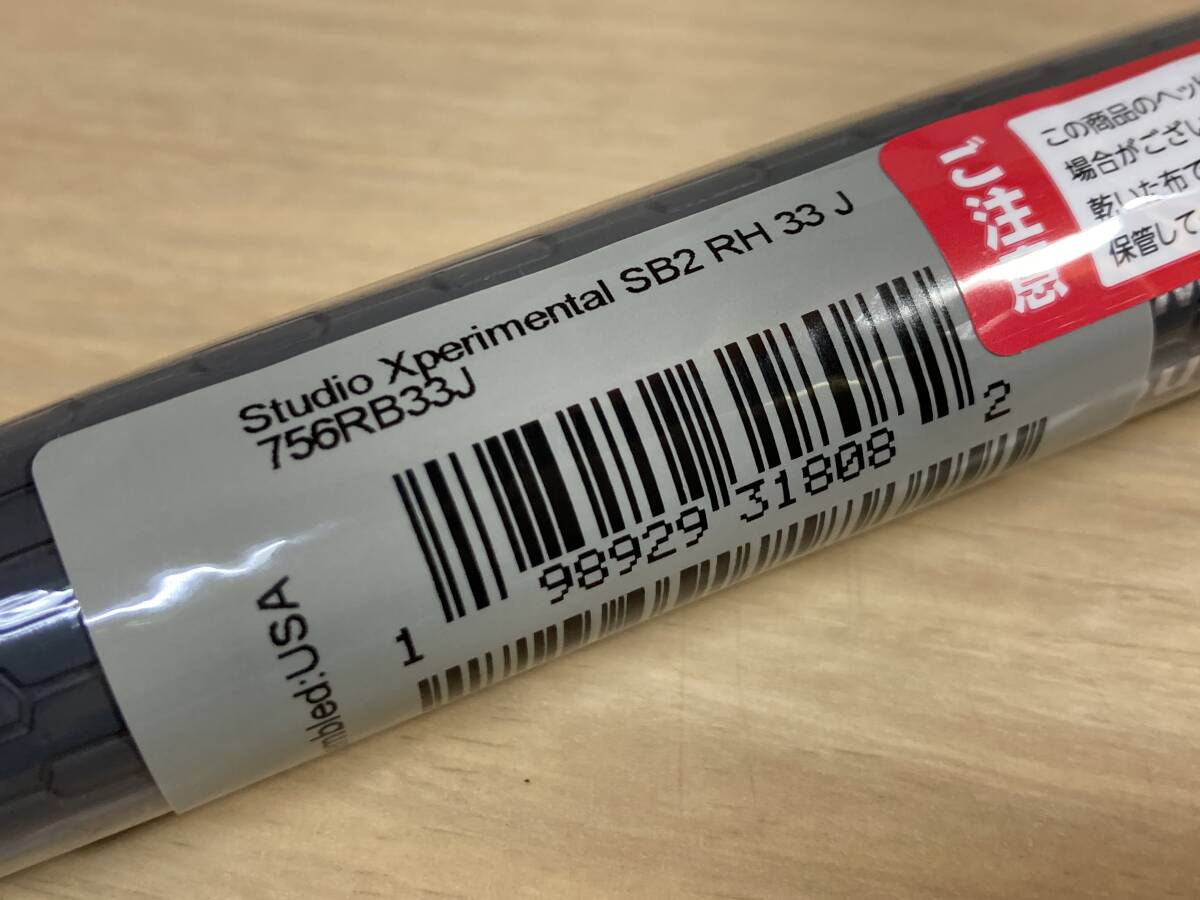 Studio Xperimental SB2 RH 33 J
756RB33J
1 98929 31808 2
mbled:USA
ご注意
この商品のヘッ
場合がござい
乾いた布で
保管して